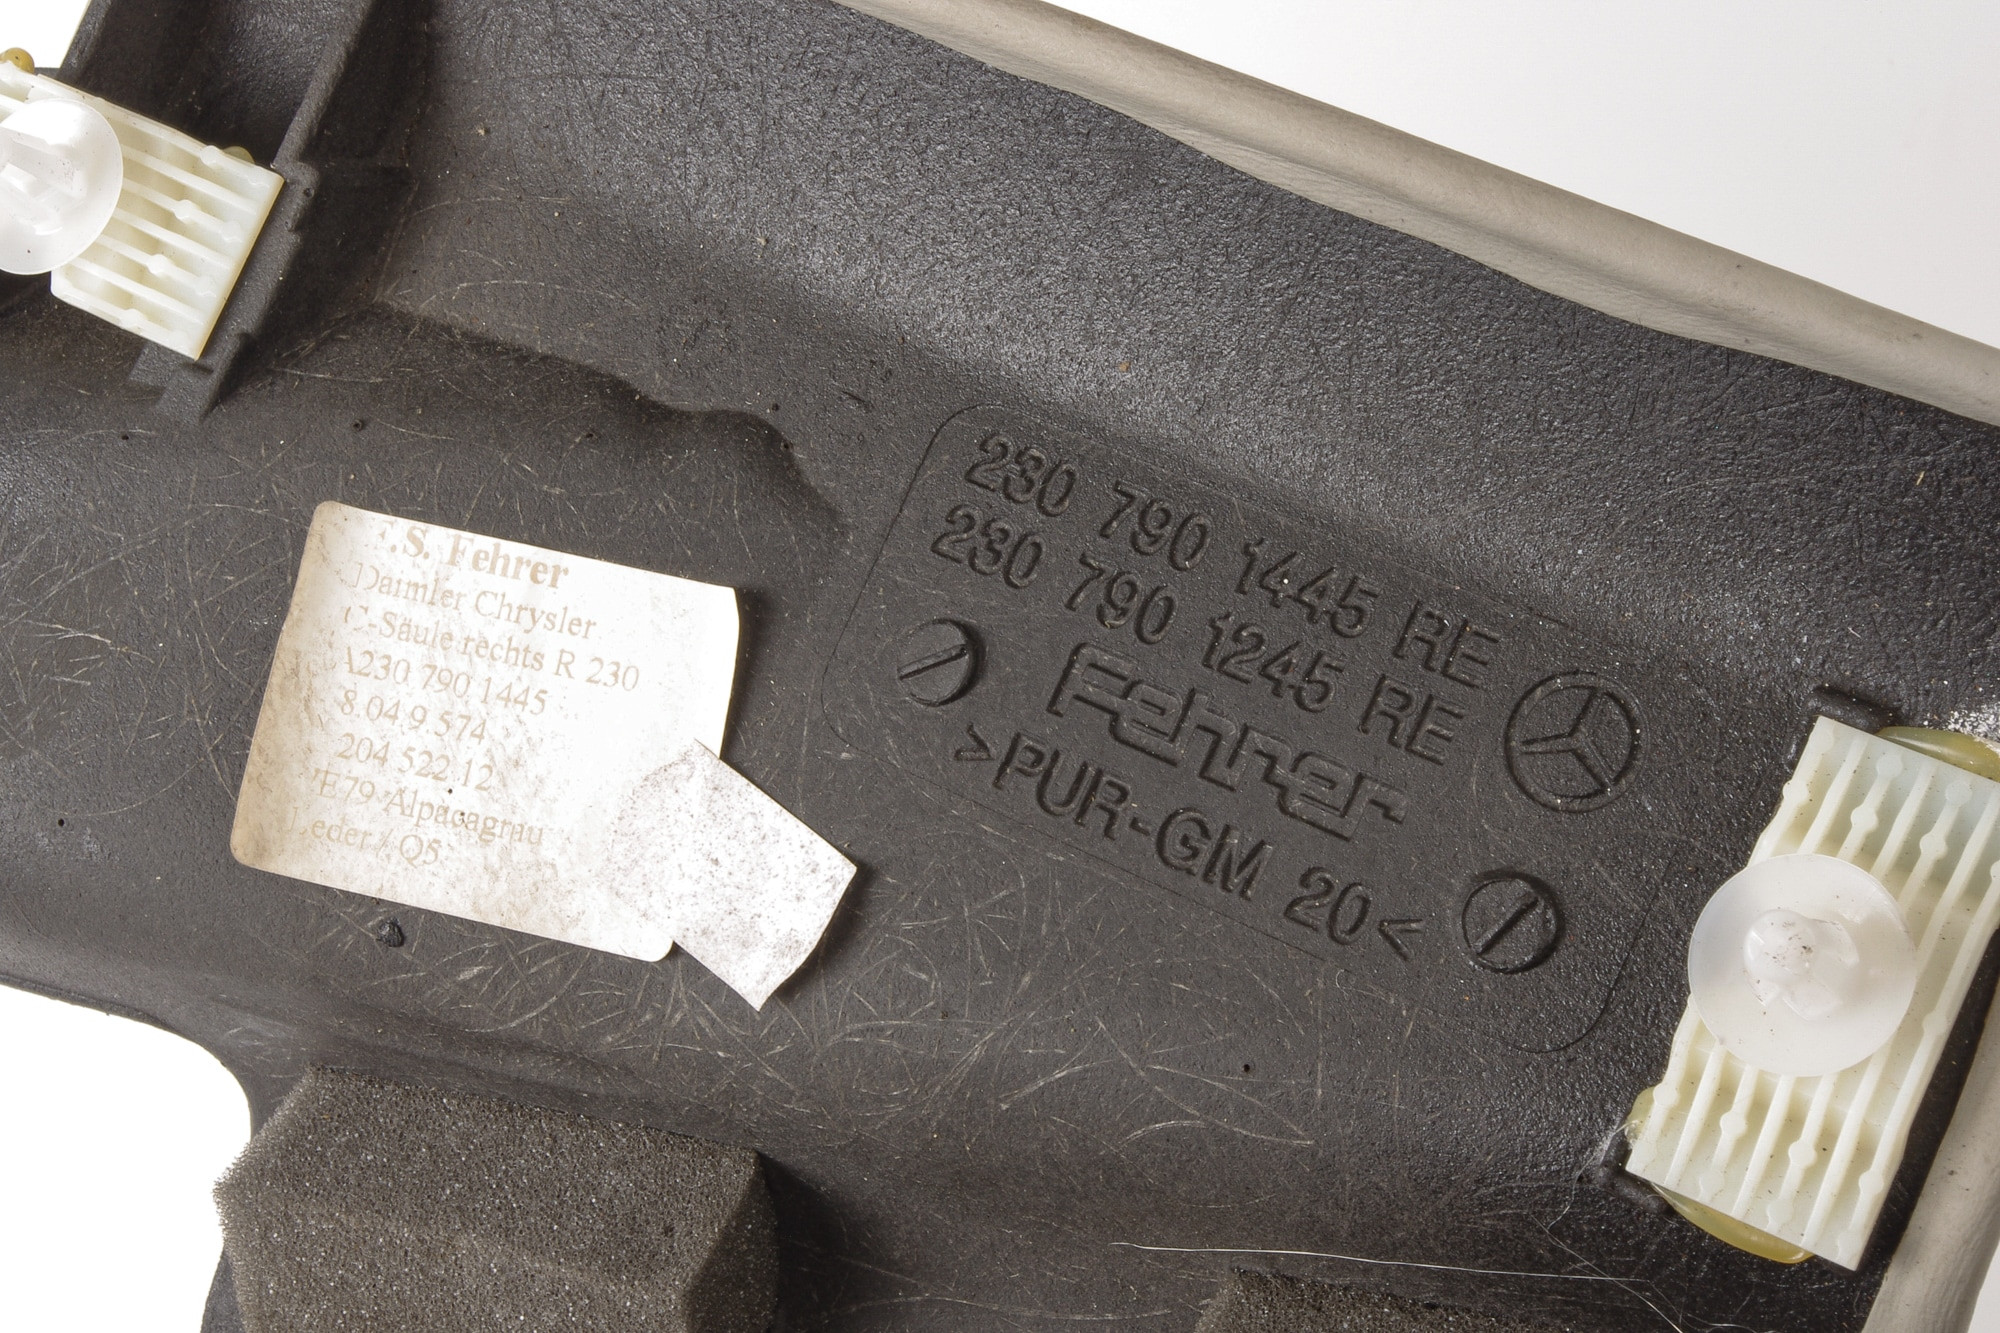 F.S. Fehrer
Daimler Chrysler
C-Säule rechts R 230
A230 790 1445
8.04.9.574
204 522 12
7E79 Alpacagrau
Leder / Q5
230 790 1445 RE
230 790 1245 RE
Fehrer
>PUR-GM 20<